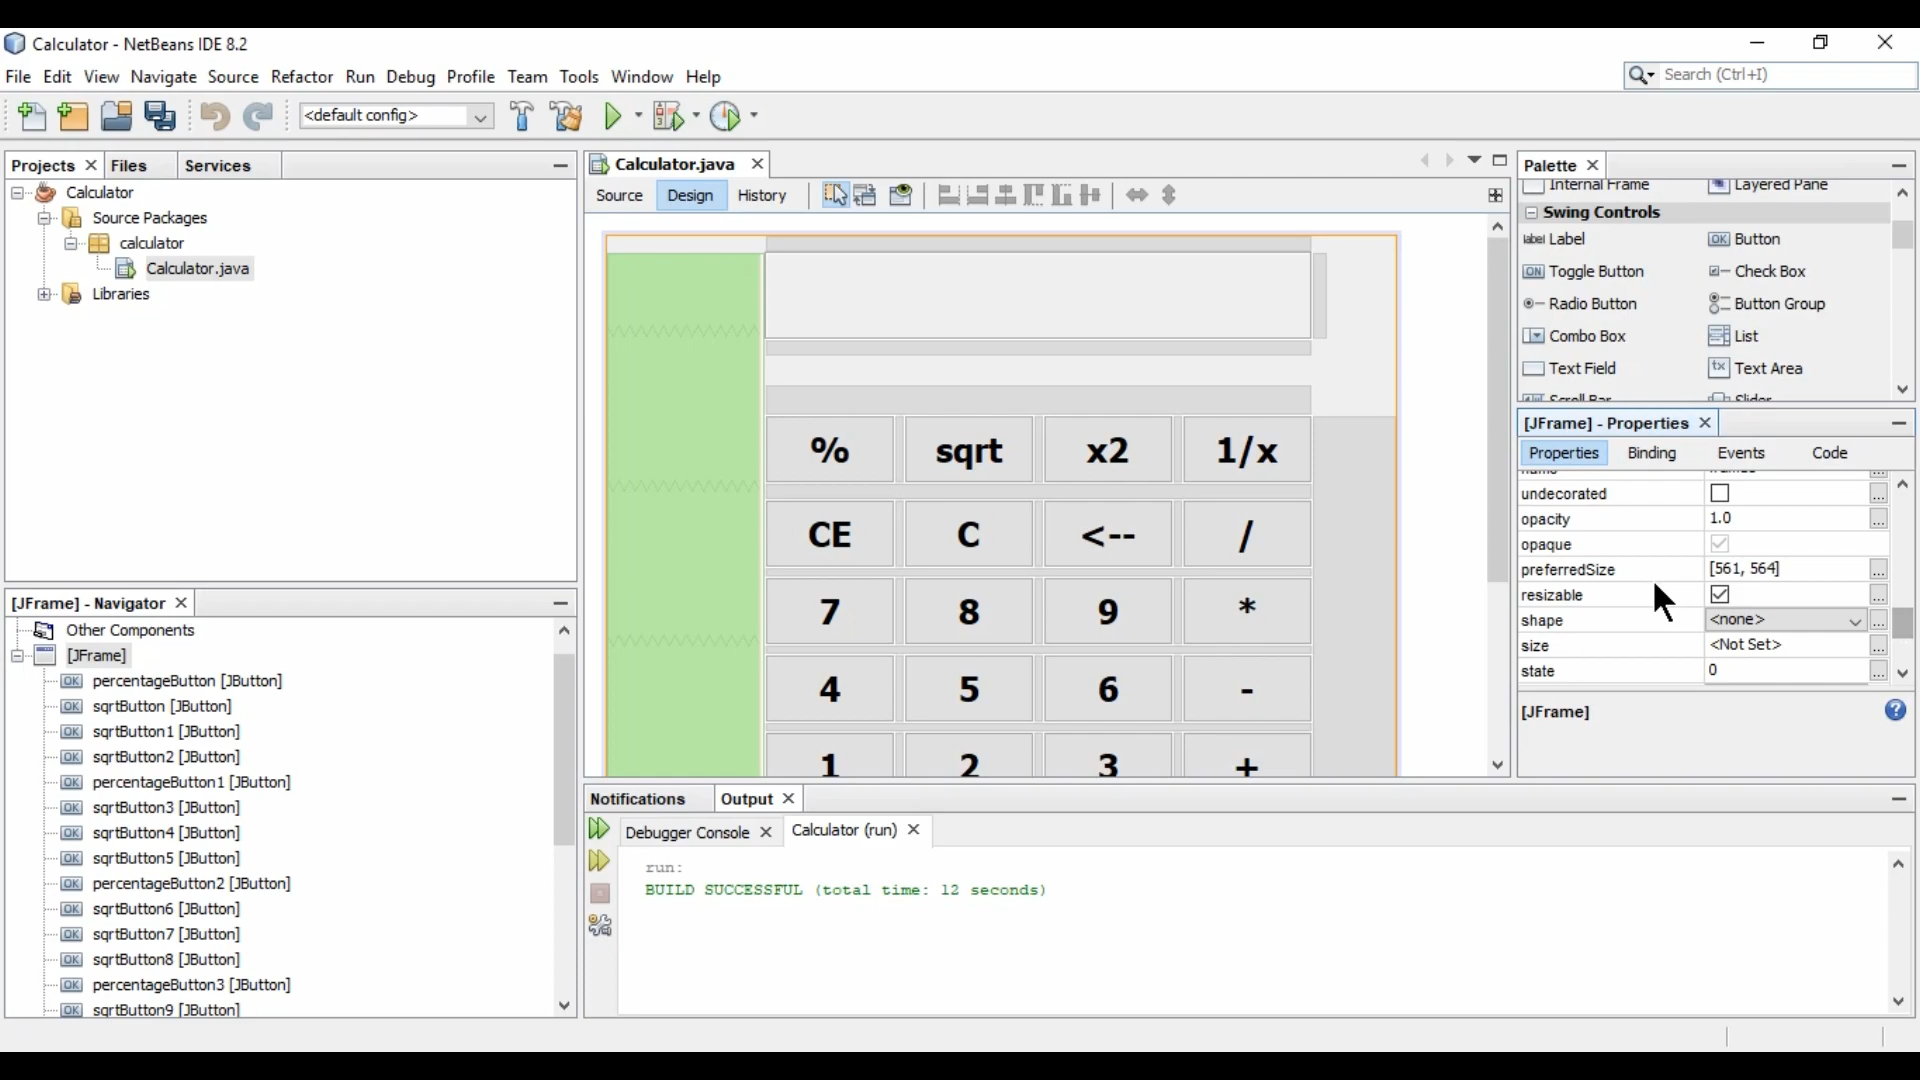 Calculator - NetBeans IDE 8.2
File Edit View Navigate Source Refactor Run Debug Profile Team Tools Window Help
Search (Ctrl+I)
<default config>
Projects Files Services
Calculator
Source Packages
calculator
Calculator.java
Libraries
[JFrame] - Navigator
Other Components
[JFrame]
percentageButton [JButton]
sqrtButton [JButton]
sqrtButton1 [JButton]
sqrtButton2 [JButton]
percentageButton1 [JButton]
sqrtButton3 [JButton]
sqrtButton4 [JButton]
sqrtButton5 [JButton]
percentageButton2 [JButton]
sqrtButton6 [JButton]
sqrtButton7 [JButton]
sqrtButton8 [JButton]
percentageButton3 [JButton]
sqrtButton9 [JButton]
Calculator.java
Source Design History
% sqrt x2 1/x
CE C <-- /
7 8 9 *
4 5 6 -
1 2 3 +
Palette
Internal Frame Layered Pane
Swing Controls
label Label OK Button
ON Toggle Button Check Box
Radio Button Button Group
Combo Box List
Text Field tx Text Area
Scroll Bar Slider
[JFrame] - Properties
Properties Binding Events Code
undecorated
opacity 1.0
opaque
preferredSize [561, 564]
resizable
shape <none>
size <Not Set>
state 0
[JFrame]
Notifications Output
Debugger Console Calculator (run)
run:
BUILD SUCCESSFUL (total time: 12 seconds)